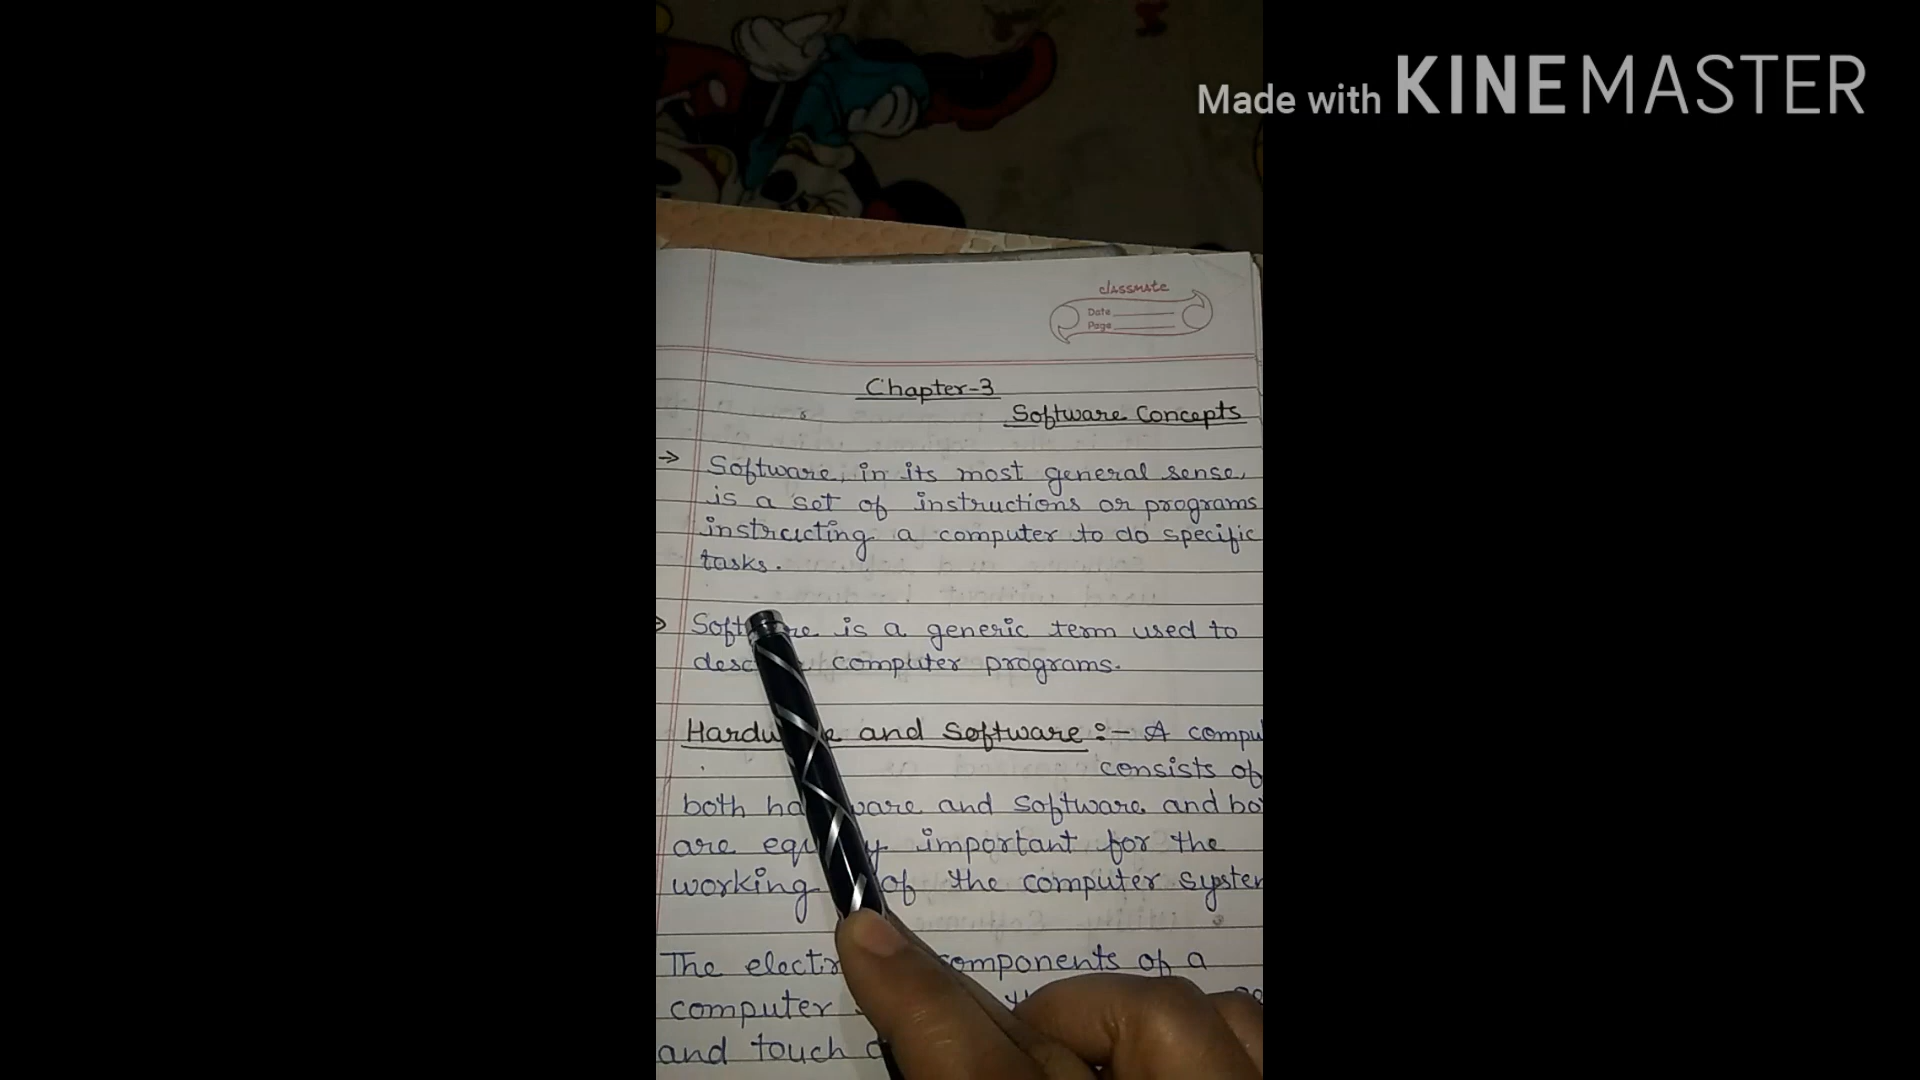 Made with KINEMASTER
classmate
Date
Page
Chapter-3
Software Concepts
→ Software, in its most general sense,
is a set of instructions or programs
instructing a computer to do specific
tasks.
is a generic term used to
computer programs.
and Software :- A
consists of
both and software and
are important for the
working of the computer
The components of a
computer
and touch